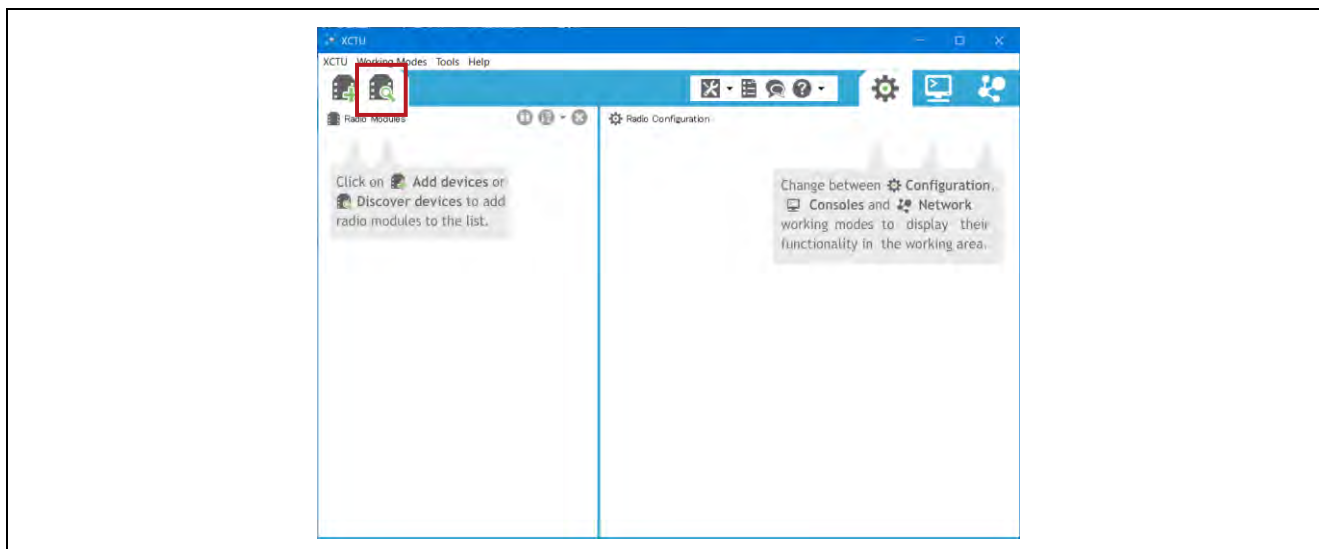 XCTU
XCTU Working Modes Tools Help
Radio Modules
Radio Configuration
Click on Add devices or
Discover devices to add
radio modules to the list.
Change between Configuration,
Consoles and Network
working modes to display their
functionality in the working area.